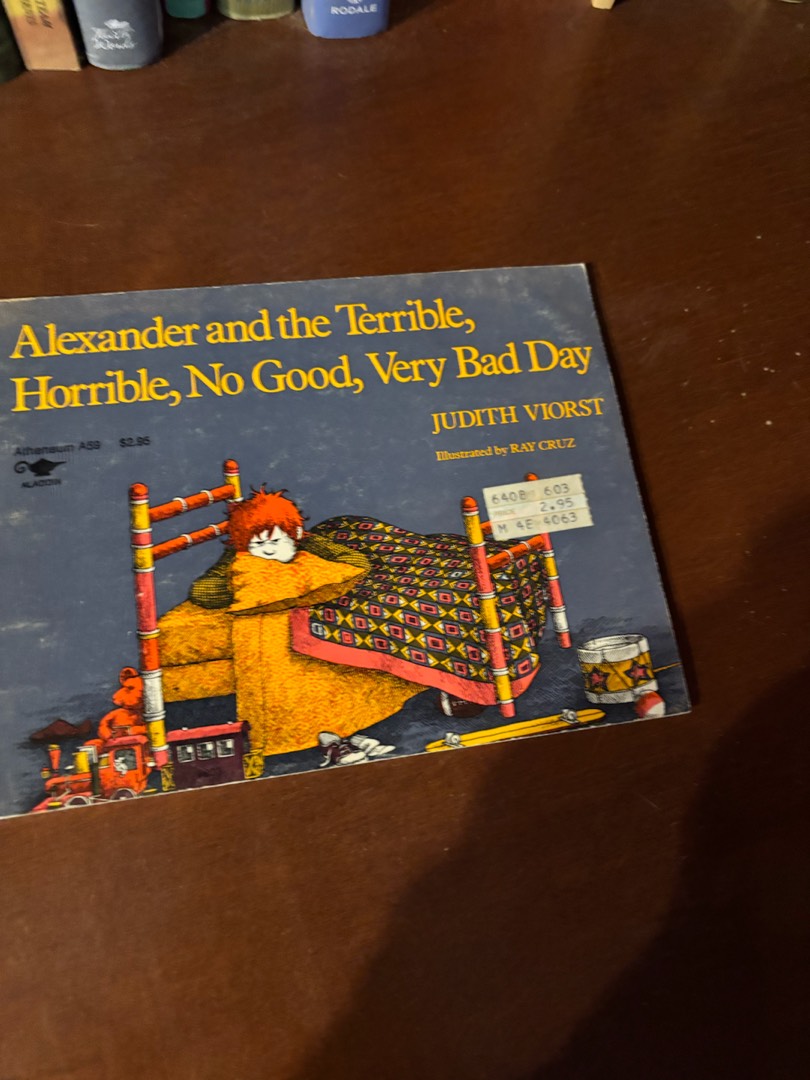 RODALE
Alexander and the Terrible,
Horrible, No Good, Very Bad Day
JUDITH VIORST
Illustrated by RAY CRUZ
Atheneum A59 $2.95
ALADDIN
6408 603
2.95
M 4E 4063